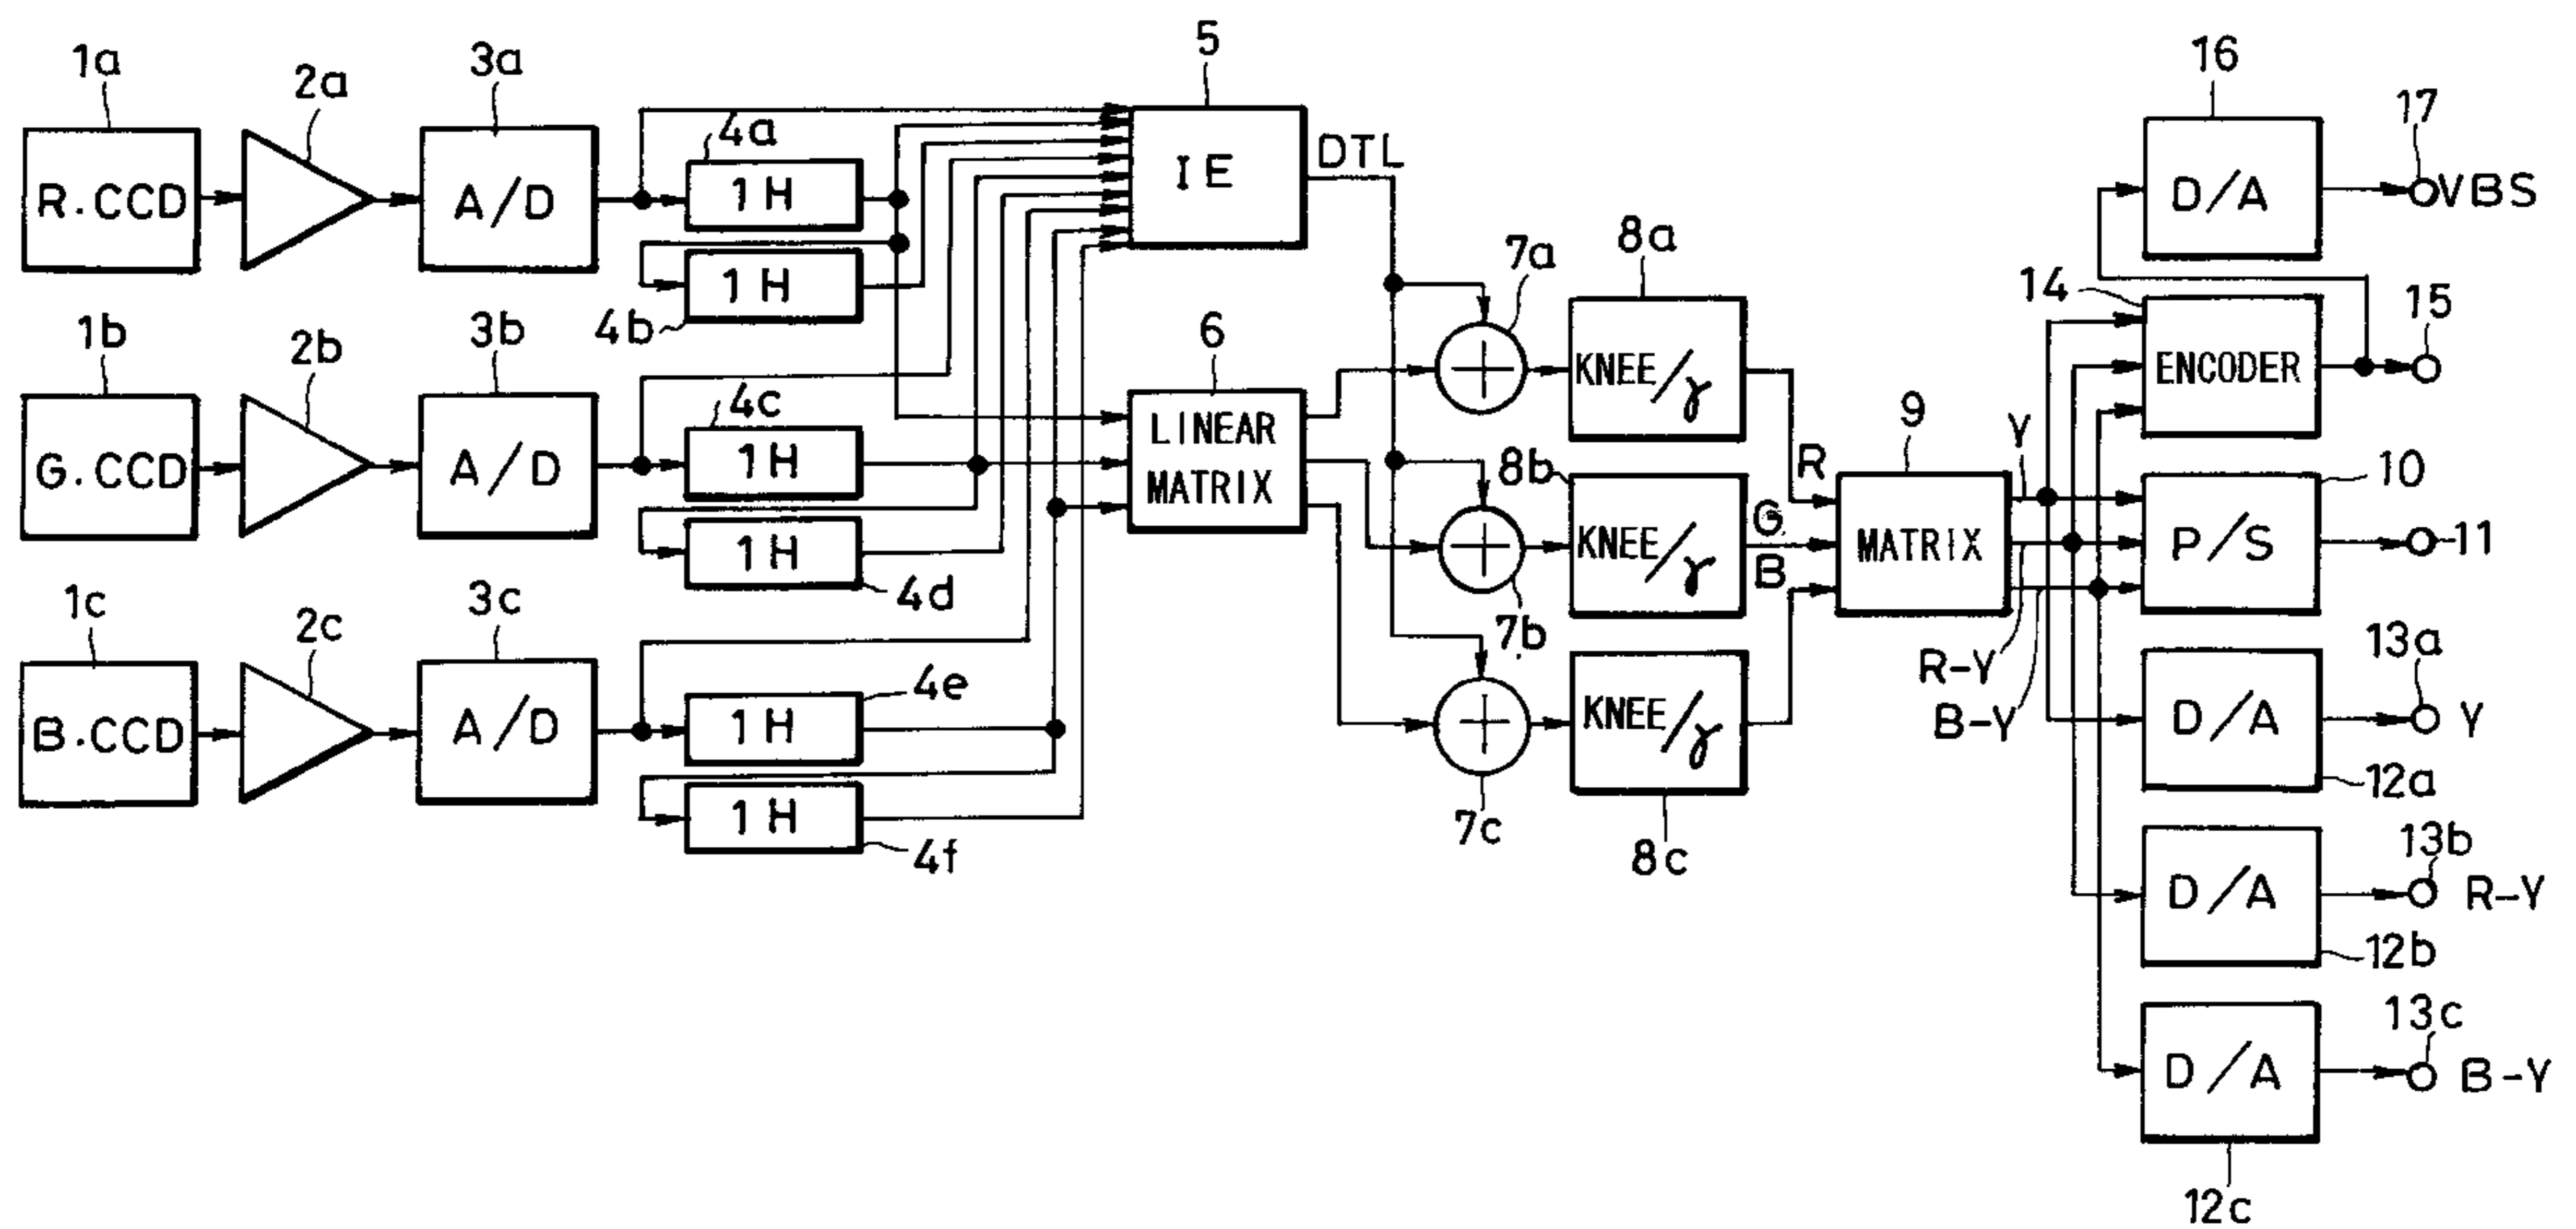 1a
2a
3a
R.CCD
A/D
4a
1H
1H
4b
5
IE
DTL
1b
2b
3b
G.CCD
A/D
4c
1H
1H
4d
6
LINEAR
MATRIX
1c
2c
3c
B.CCD
A/D
4e
1H
1H
4f
7a
7b
7c
8a
KNEE/γ
8b
KNEE/γ
KNEE/γ
8c
R
G
B
9
MATRIX
Y
R-Y
B-Y
16
D/A
17
VBS
14
ENCODER
15
10
P/S
11
13a
D/A
Y
12a
13b
D/A
R-Y
12b
13c
D/A
B-Y
12c